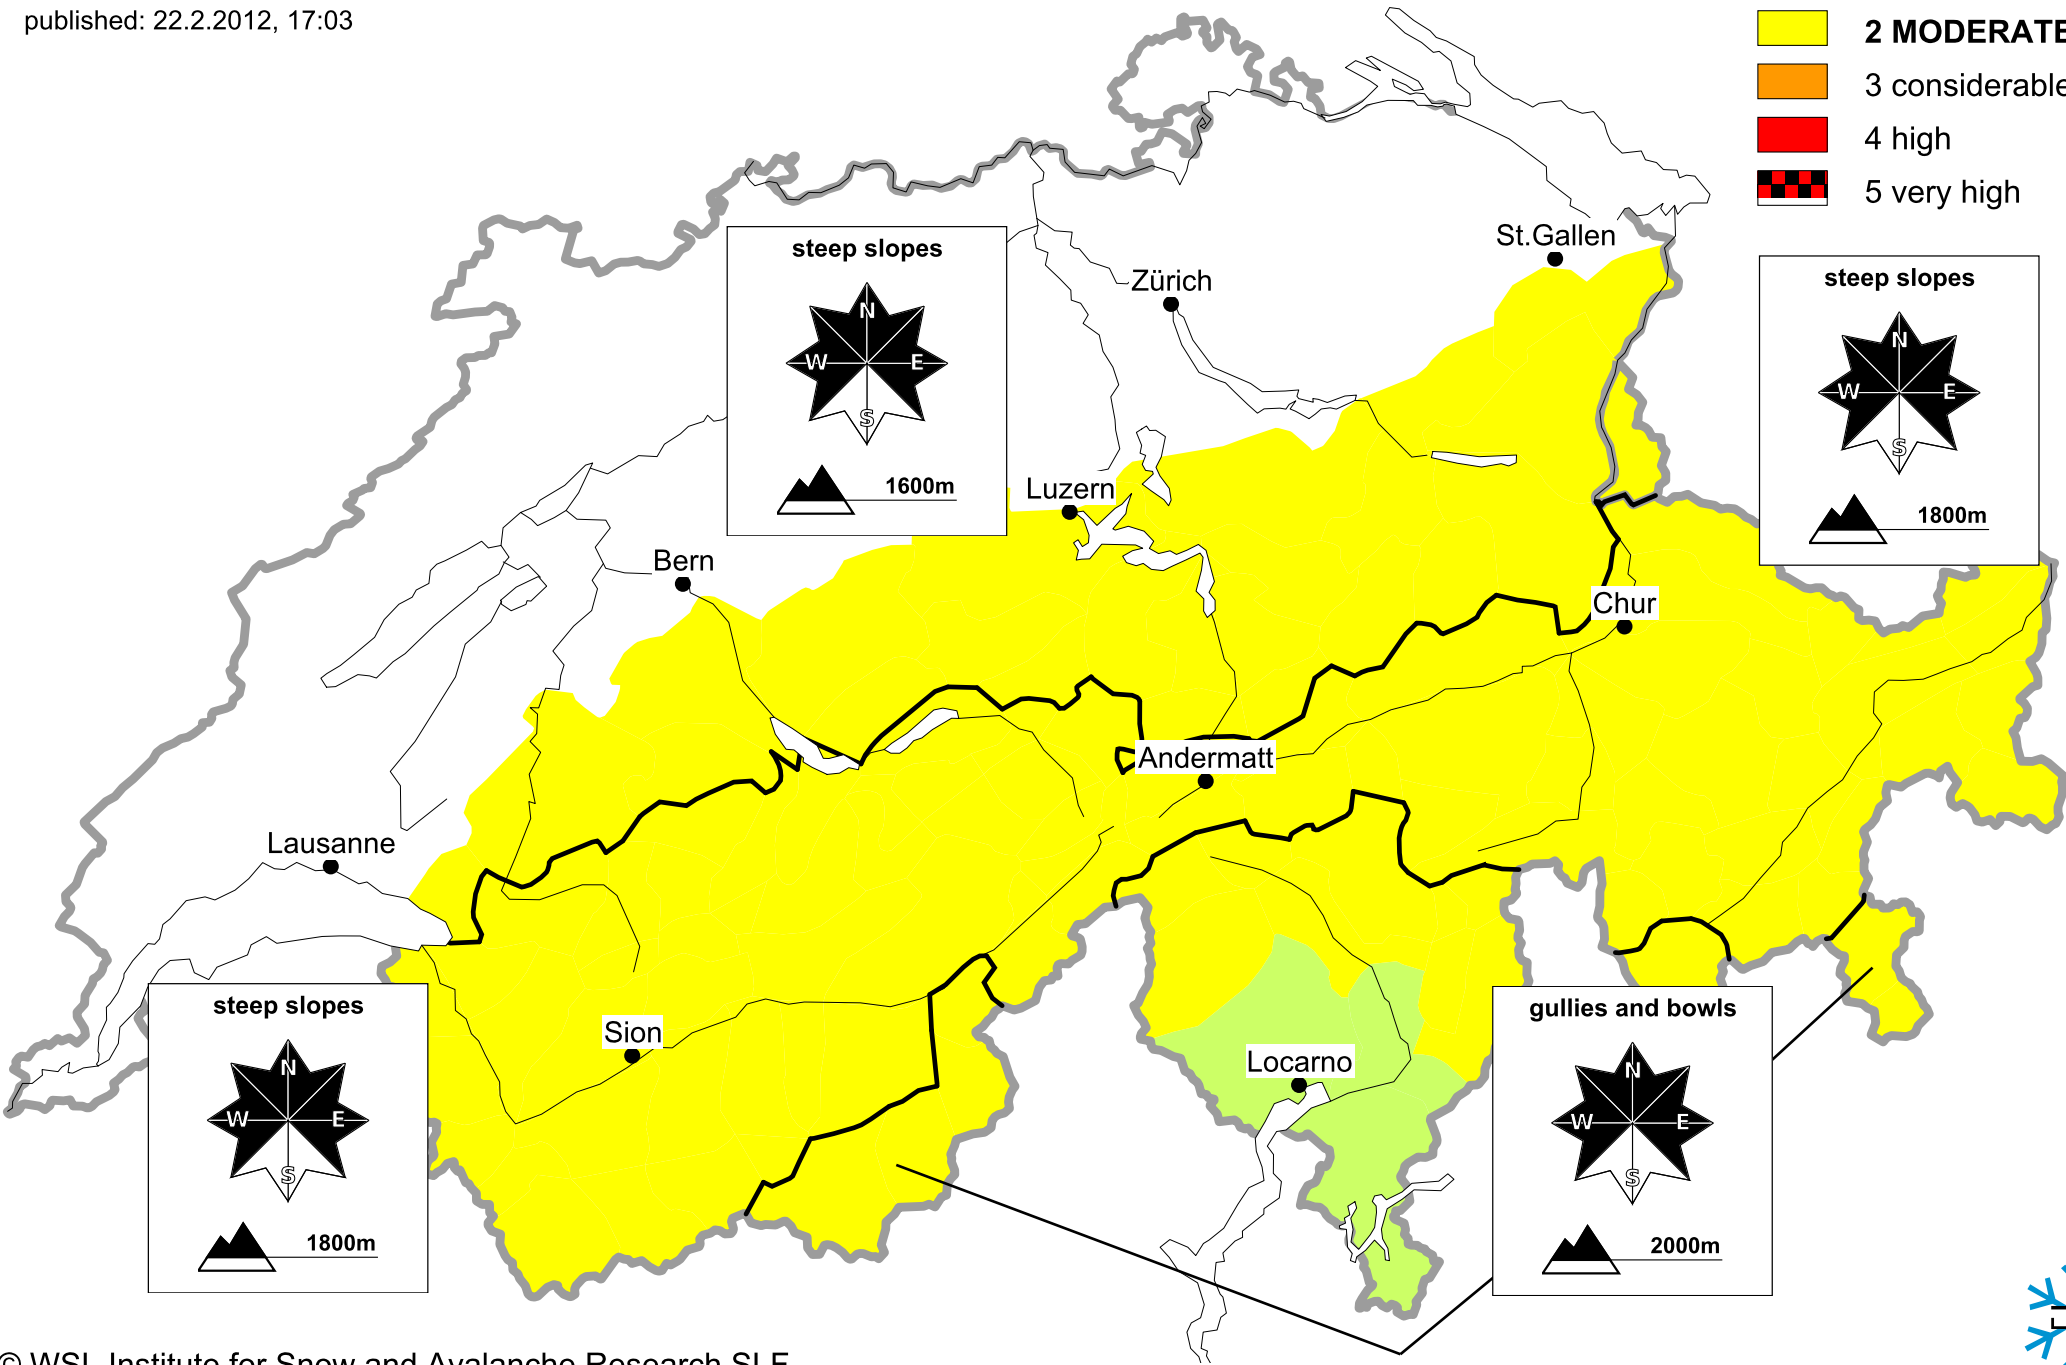 published: 22.2.2012, 17:03
2 MODERATE
3 considerable
4 high
5 very high
St.Gallen
steep slopes
N
W E
S
1600m
Zürich
steep slopes
N
W E
S
1800m
Luzern
Bern
Chur
Andermatt
Lausanne
steep slopes
N
W E
S
1800m
Sion
Locarno
gullies and bowls
N
W E
S
2000m
© WSL Institute for Snow and Avalanche Research SLF